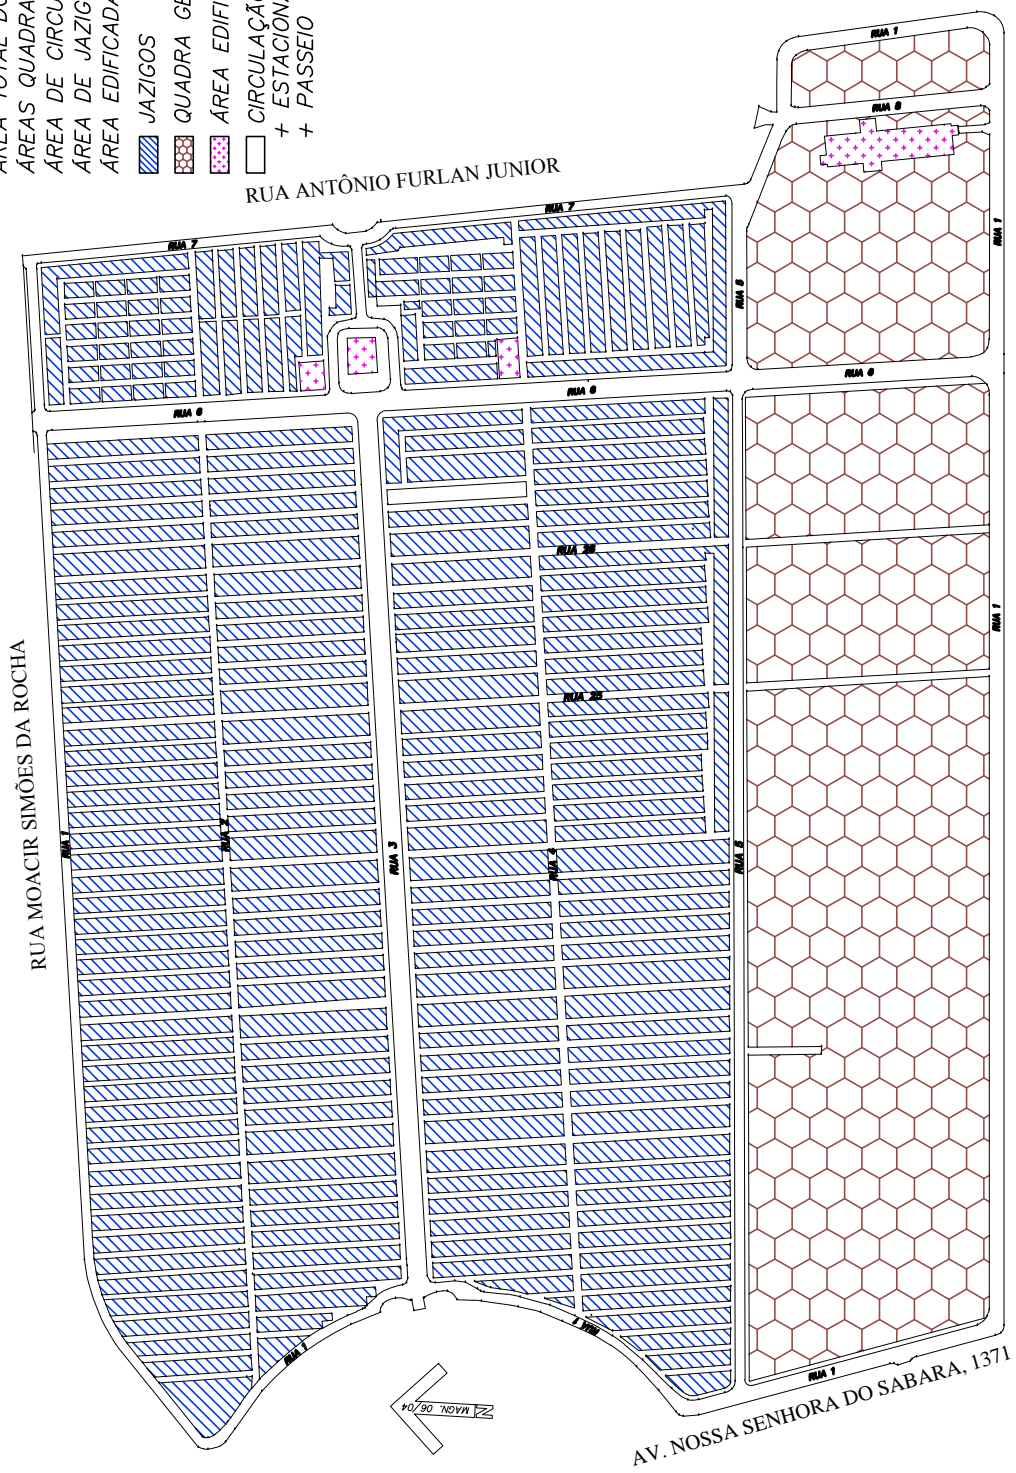 ÁREA TOTAL
ÁREAS QUADRA
ÁREA DE CIRCU
ÁREA DE JAZIG
ÁREA EDIFICADA
JAZIGOS
QUADRA GE
ÁREA EDIFI
CIRCULAÇÃO
+ ESTACION
+ PASSEIO
RUA ANTÔNIO FURLAN JUNIOR
RUA 1
RUA 8
RUA 7
RUA 7
RUA 1
RUA 5
RUA 6
RUA 6
RUA 6
RUA 26
RUA 1
RUA 25
RUA MOACIR SIMÕES DA ROCHA
RUA 1
RUA 2
RUA 3
RUA 4
RUA 5
RUA 1
RUA 1
RUA 1
N
MAGN. 06/04
AV. NOSSA SENHORA DO SABARA, 1371